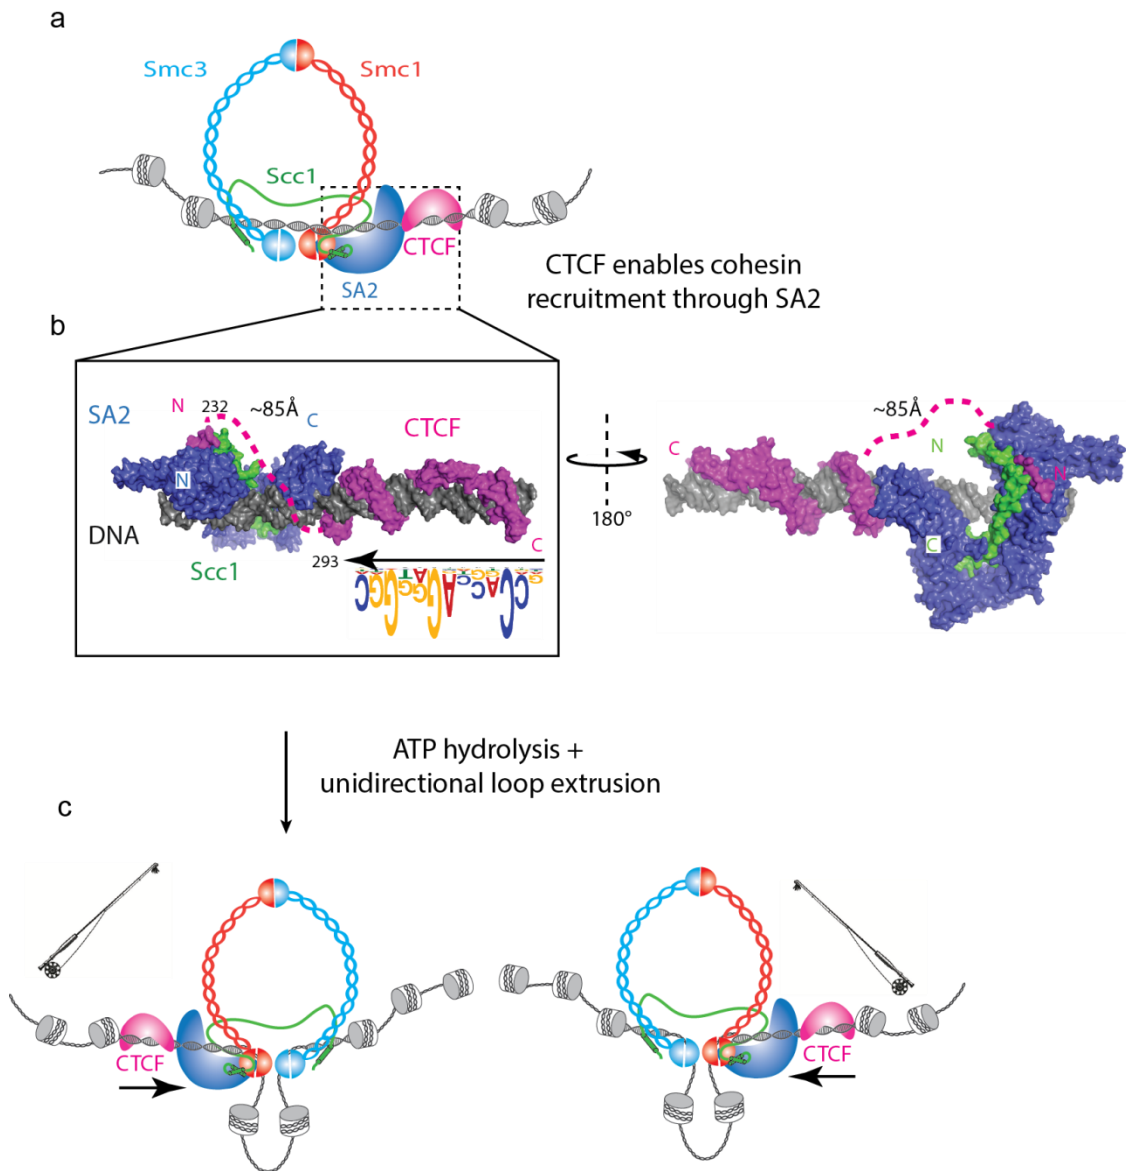 a
Smc3
Smc1
Scc1
CTCF
SA2
CTCF enables cohesin
recruitment through SA2
b
SA2
N
232
~85Å
C
CTCF
N
DNA
Scc1
293
C
180°
~85Å
C
N
N
C
ATP hydrolysis +
unidirectional loop extrusion
c
CTCF
CTCF